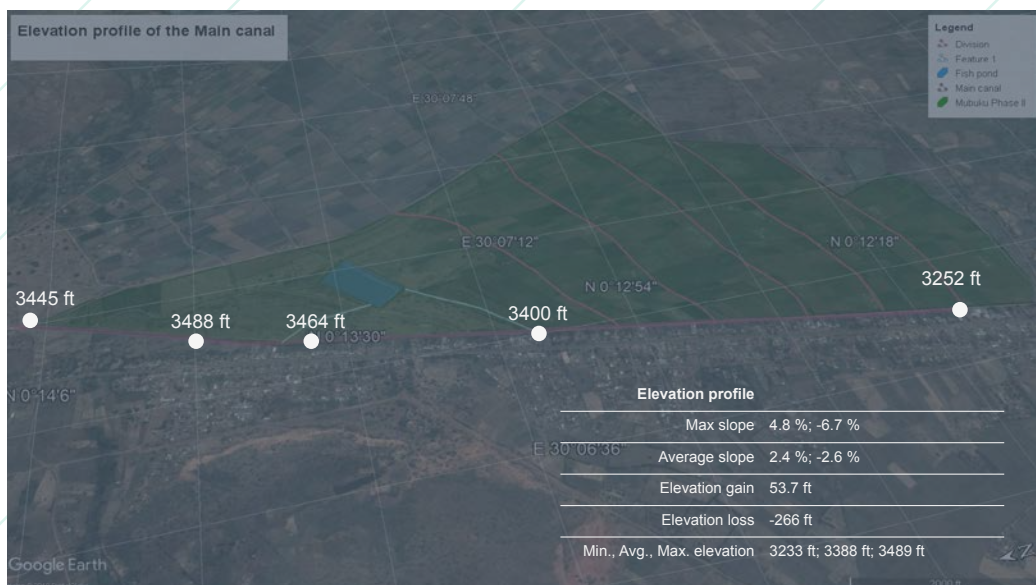 Elevation profile of the Main canal
Legend
Division
Feature 1
Fish pond
Main canal
Mubuku Phase II
E 30°07'48"
E 30°07'12"
N 0°12'18"
N 0°12'54"
3252 ft
3445 ft
3488 ft
3464 ft
3400 ft
N 0°13'30"
N 0°14'6"
E 30°06'36"
Elevation profile
Max slope 4.8 %; -6.7 %
Average slope 2.4 %; -2.6 %
Elevation gain 53.7 ft
Elevation loss -266 ft
Min., Avg., Max. elevation 3233 ft; 3388 ft; 3489 ft
Google Earth